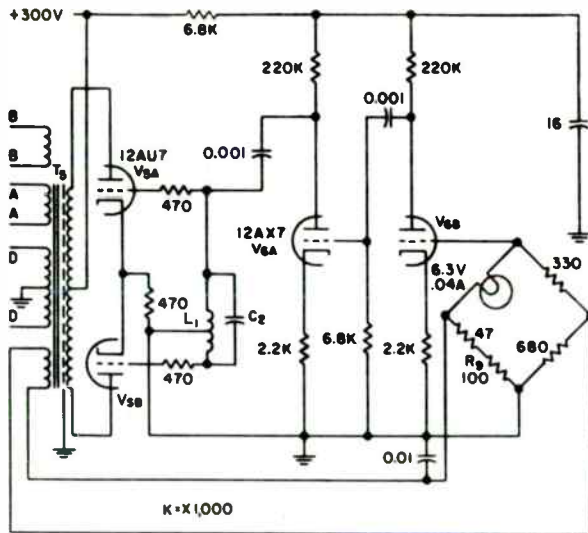 +300V
6.8K
220K
220K
0.001
16
B
B
T5
A
A
D
D
12AU7
V5A
0.001
470
12AX7
V6A
V6B
6.3V
.04A
330
470
L1
C2
6.8K
2.2K
2.2K
47
R9
100
680
470
V5B
0.01
K=X1,000